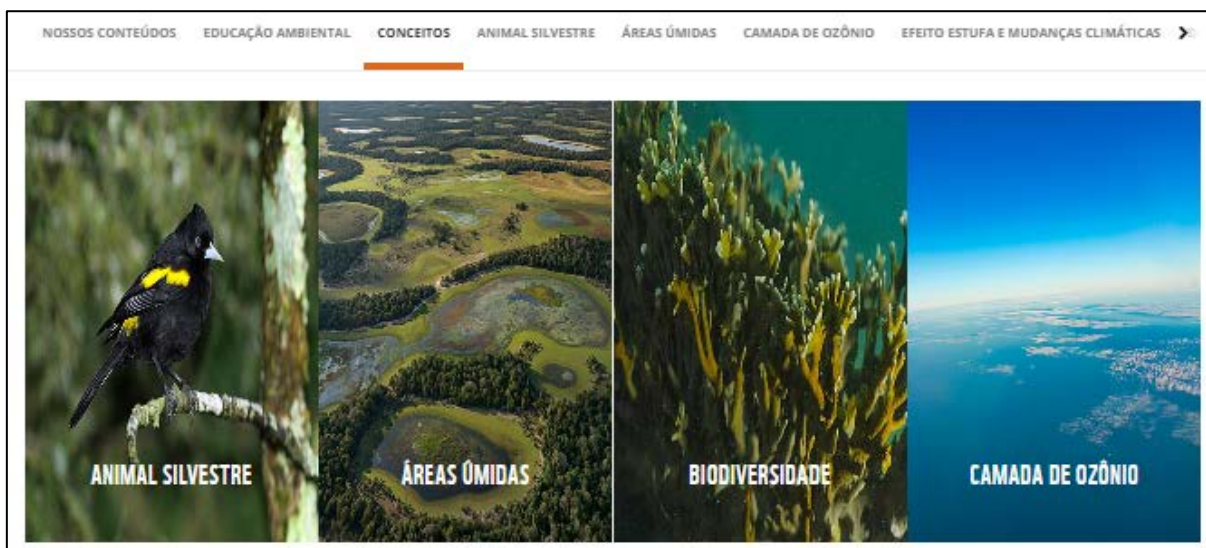 NOSSOS CONTEÚDOS EDUCAÇÃO AMBIENTAL CONCEITOS ANIMAL SILVESTRE ÁREAS ÚMIDAS CAMADA DE OZÔNIO EFEITO ESTUFA E MUDANÇAS CLIMÁTICAS
ANIMAL SILVESTRE ÁREAS ÚMIDAS BIODIVERSIDADE CAMADA DE OZÔNIO